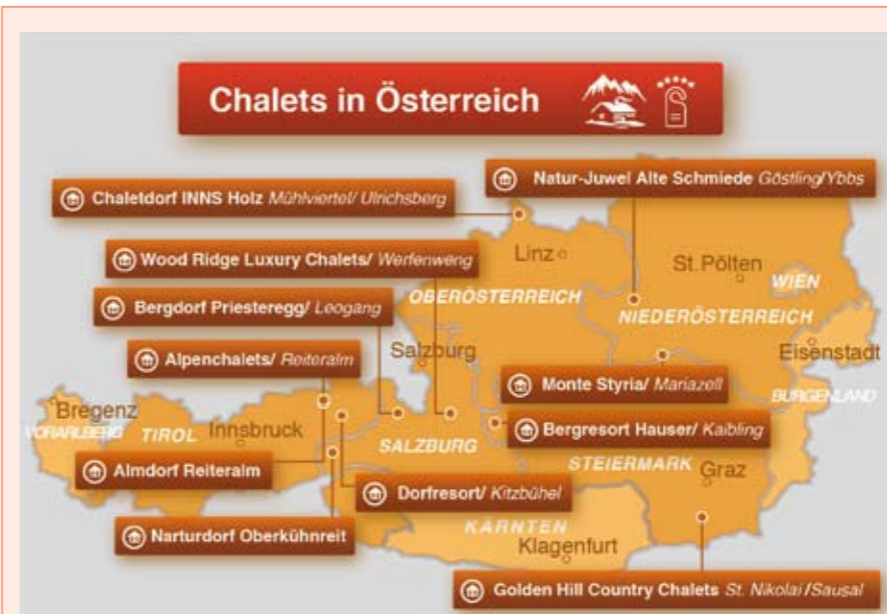 Chalets in Österreich
Natur-Juwel Alte Schmiede Göstling/Ybbs
Chaletdorf INNS Holz Mühlviertel/ Ulrichsberg
Linz
Wood Ridge Luxury Chalets/ Werfenweng
St.Pölten
WIEN
OBERÖSTERREICH
Bergdorf Priesteregg/ Leogang
NIEDERÖSTERREICH
Salzburg
Eisenstadt
Alpenchalets/ Reiteralm
Monte Styria/ Mariazell
BURGENLAND
Bregenz
VORARLBERG
TIROL
Innsbruck
Bergresort Hauser/ Kaibling
SALZBURG
STEIERMARK
Graz
Almdorf Reiteralm
Dorfresort/ Kitzbühel
KÄRNTEN
Narturdorf Oberkühnreit
Klagenfurt
Golden Hill Country Chalets St. Nikolai/Sausal